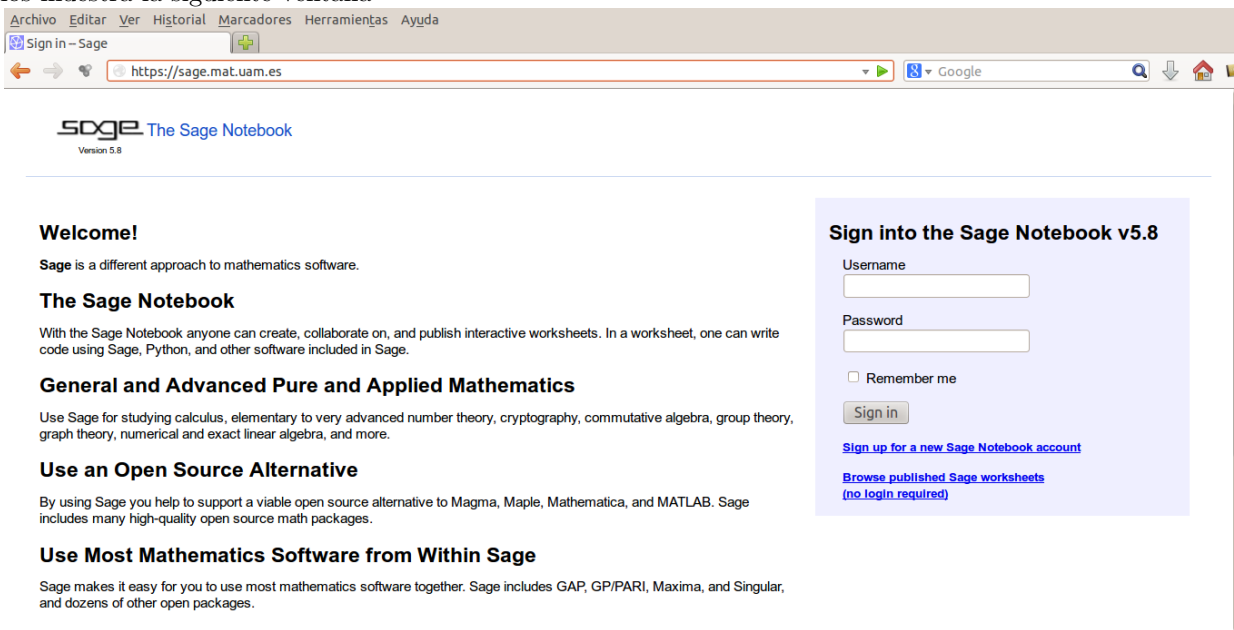 nos muestra la siguiente ventana
Archivo Editar Ver Historial Marcadores Herramientas Ayuda
Sign in – Sage
https://sage.mat.uam.es
Google
sage The Sage Notebook
Version 5.8
Welcome!
Sage is a different approach to mathematics software.
The Sage Notebook
With the Sage Notebook anyone can create, collaborate on, and publish interactive worksheets. In a worksheet, one can write
code using Sage, Python, and other software included in Sage.
General and Advanced Pure and Applied Mathematics
Use Sage for studying calculus, elementary to very advanced number theory, cryptography, commutative algebra, group theory,
graph theory, numerical and exact linear algebra, and more.
Use an Open Source Alternative
By using Sage you help to support a viable open source alternative to Magma, Maple, Mathematica, and MATLAB. Sage
includes many high-quality open source math packages.
Use Most Mathematics Software from Within Sage
Sage makes it easy for you to use most mathematics software together. Sage includes GAP, GP/PARI, Maxima, and Singular,
and dozens of other open packages.
Sign into the Sage Notebook v5.8
Username
Password
Remember me
Sign in
Sign up for a new Sage Notebook account
Browse published Sage worksheets
(no login required)